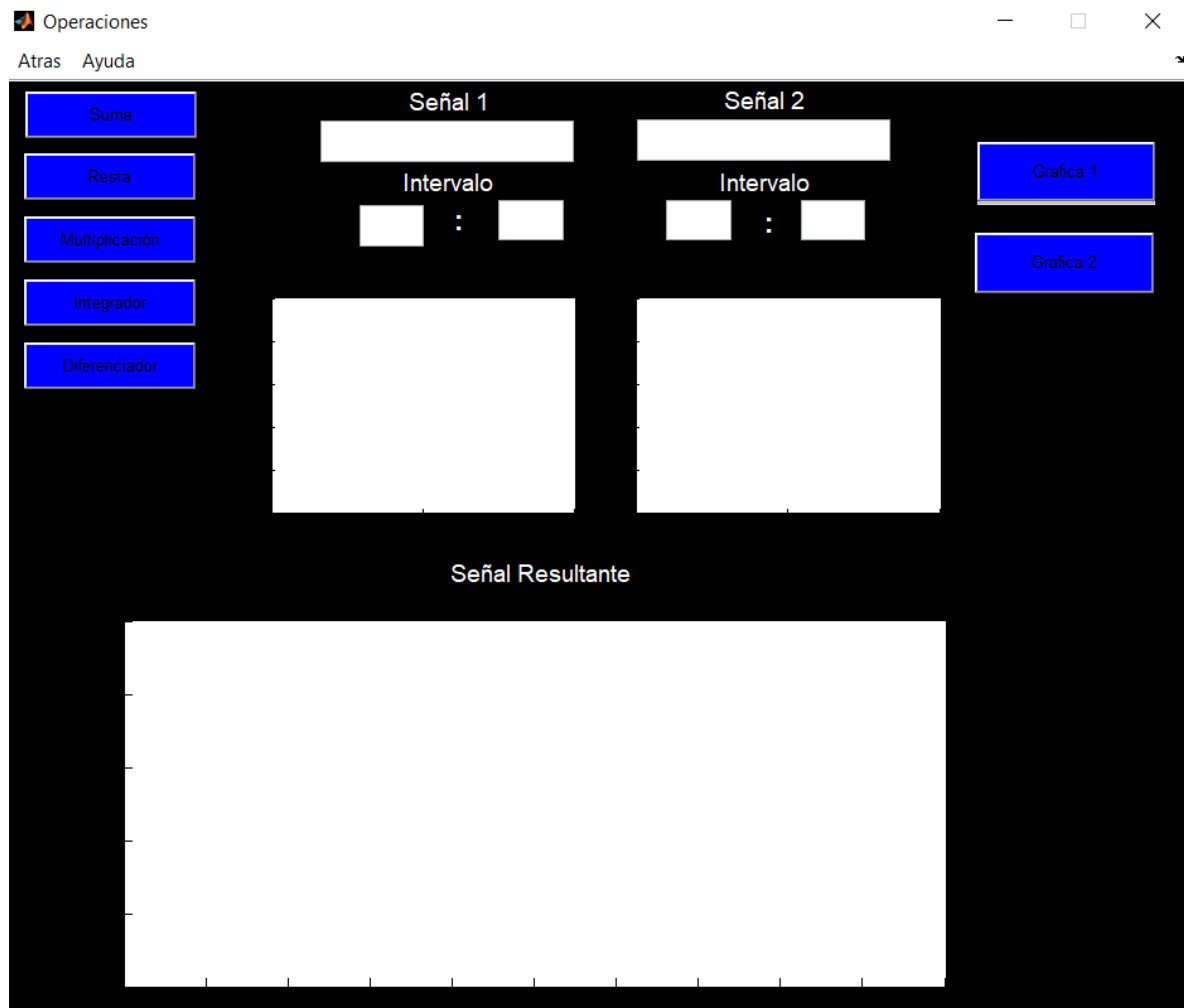 Operaciones
Atras Ayuda
Suma
Resta
Multiplicación
Integrador
Diferenciador
Señal 1
Intervalo
:
Señal 2
Intervalo
:
Grafica 1
Grafica 2
Señal Resultante